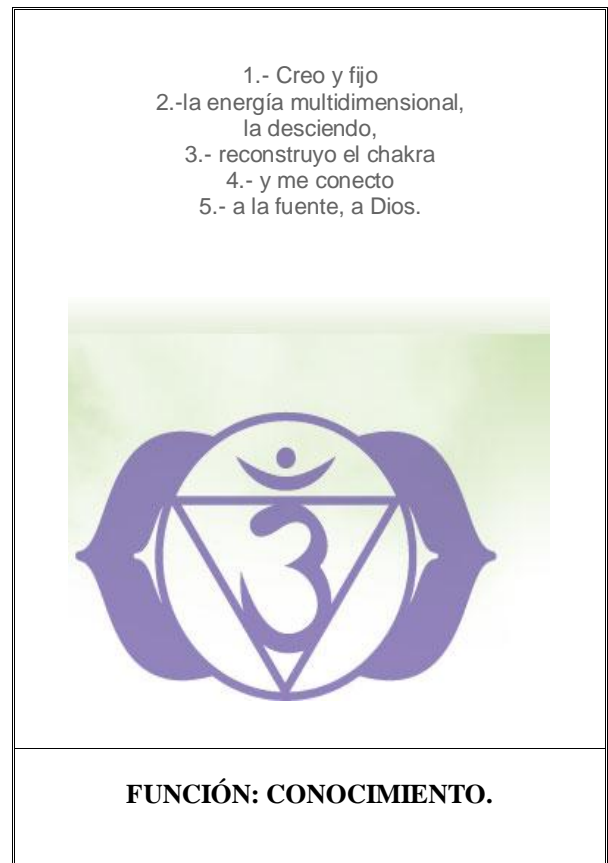 1.- Creo y fijo
2.-la energía multidimensional,
la desciendo,
3.- reconstruyo el chakra
4.- y me conecto
5.- a la fuente, a Dios.
FUNCIÓN: CONOCIMIENTO.